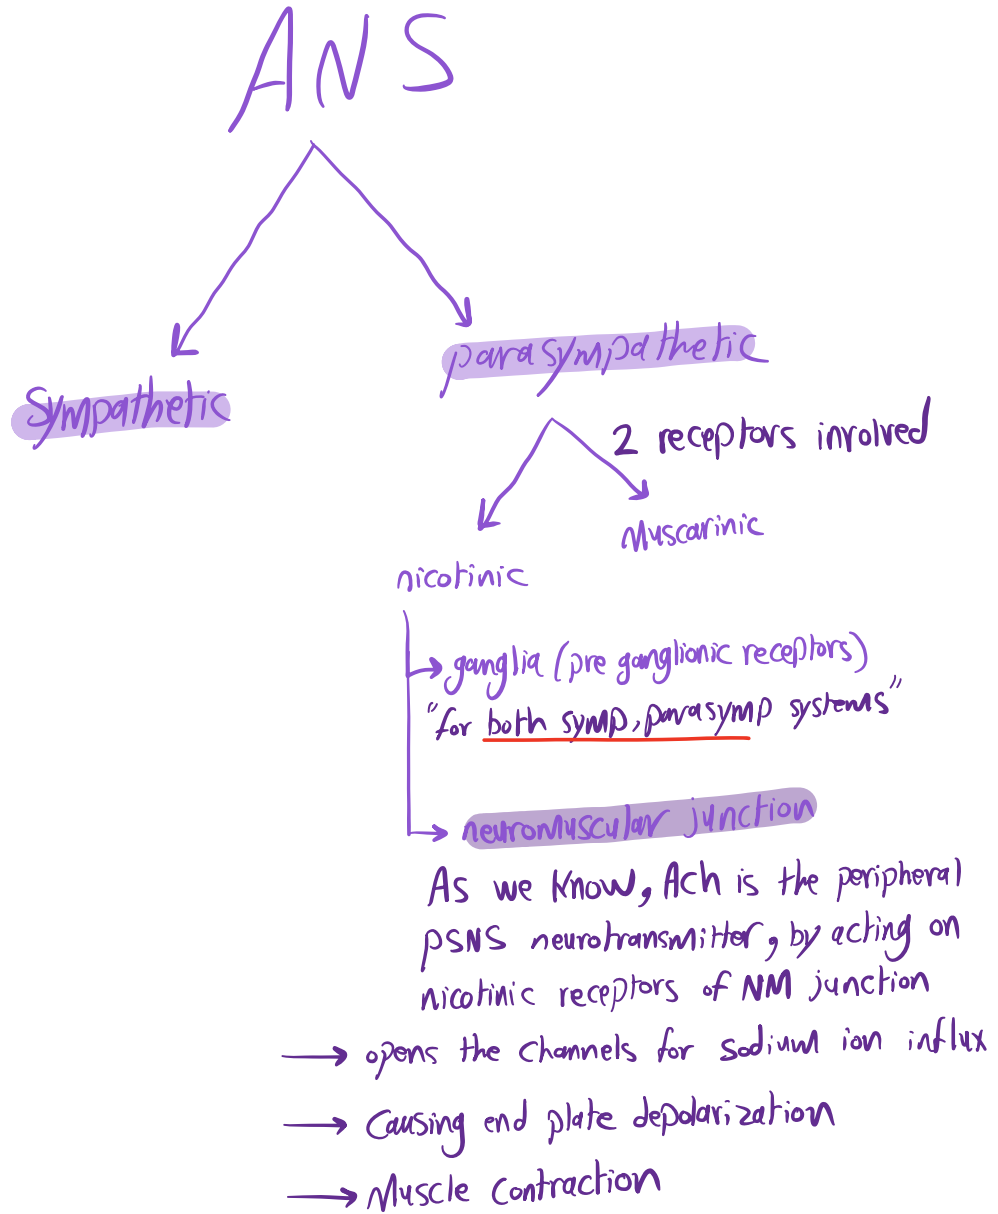 ANS
Sympathetic
parasympathetic
2 receptors involved
nicotinic
Muscarinic
ganglia (pre ganglionic receptors)
"for both symp, parasymp systems"
neuromuscular junction
As we know, Ach is the peripheral
PSNS neurotransmitter, by acting on
nicotinic receptors of NM junction
opens the channels for sodium ion influx
Causing end plate depolarization
Muscle contraction